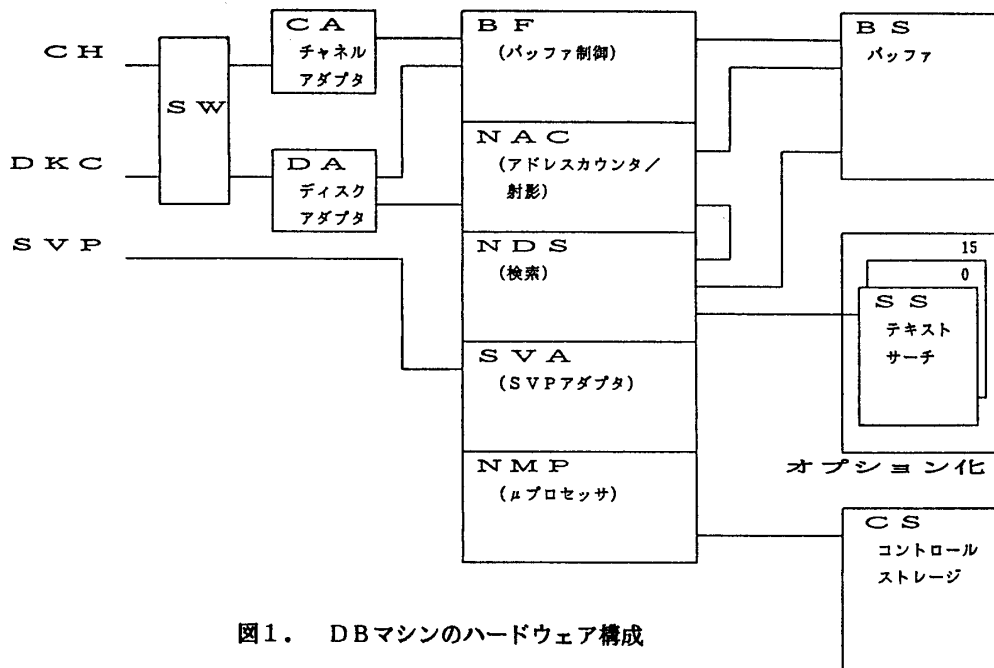 CH
DKC
SVP
SW
CA
チャネル
アダプタ
DA
ディスク
アダプタ
BF
(バッファ制御)
NAC
(アドレスカウンタ/
射影)
NDS
(検索)
SVA
(SVPアダプタ)
NMP
(μプロセッサ)
BS
バッファ
15
0
SS
テキスト
サーチ
オプション化
CS
コントロール
ストレージ
図1. DBマシンのハードウェア構成